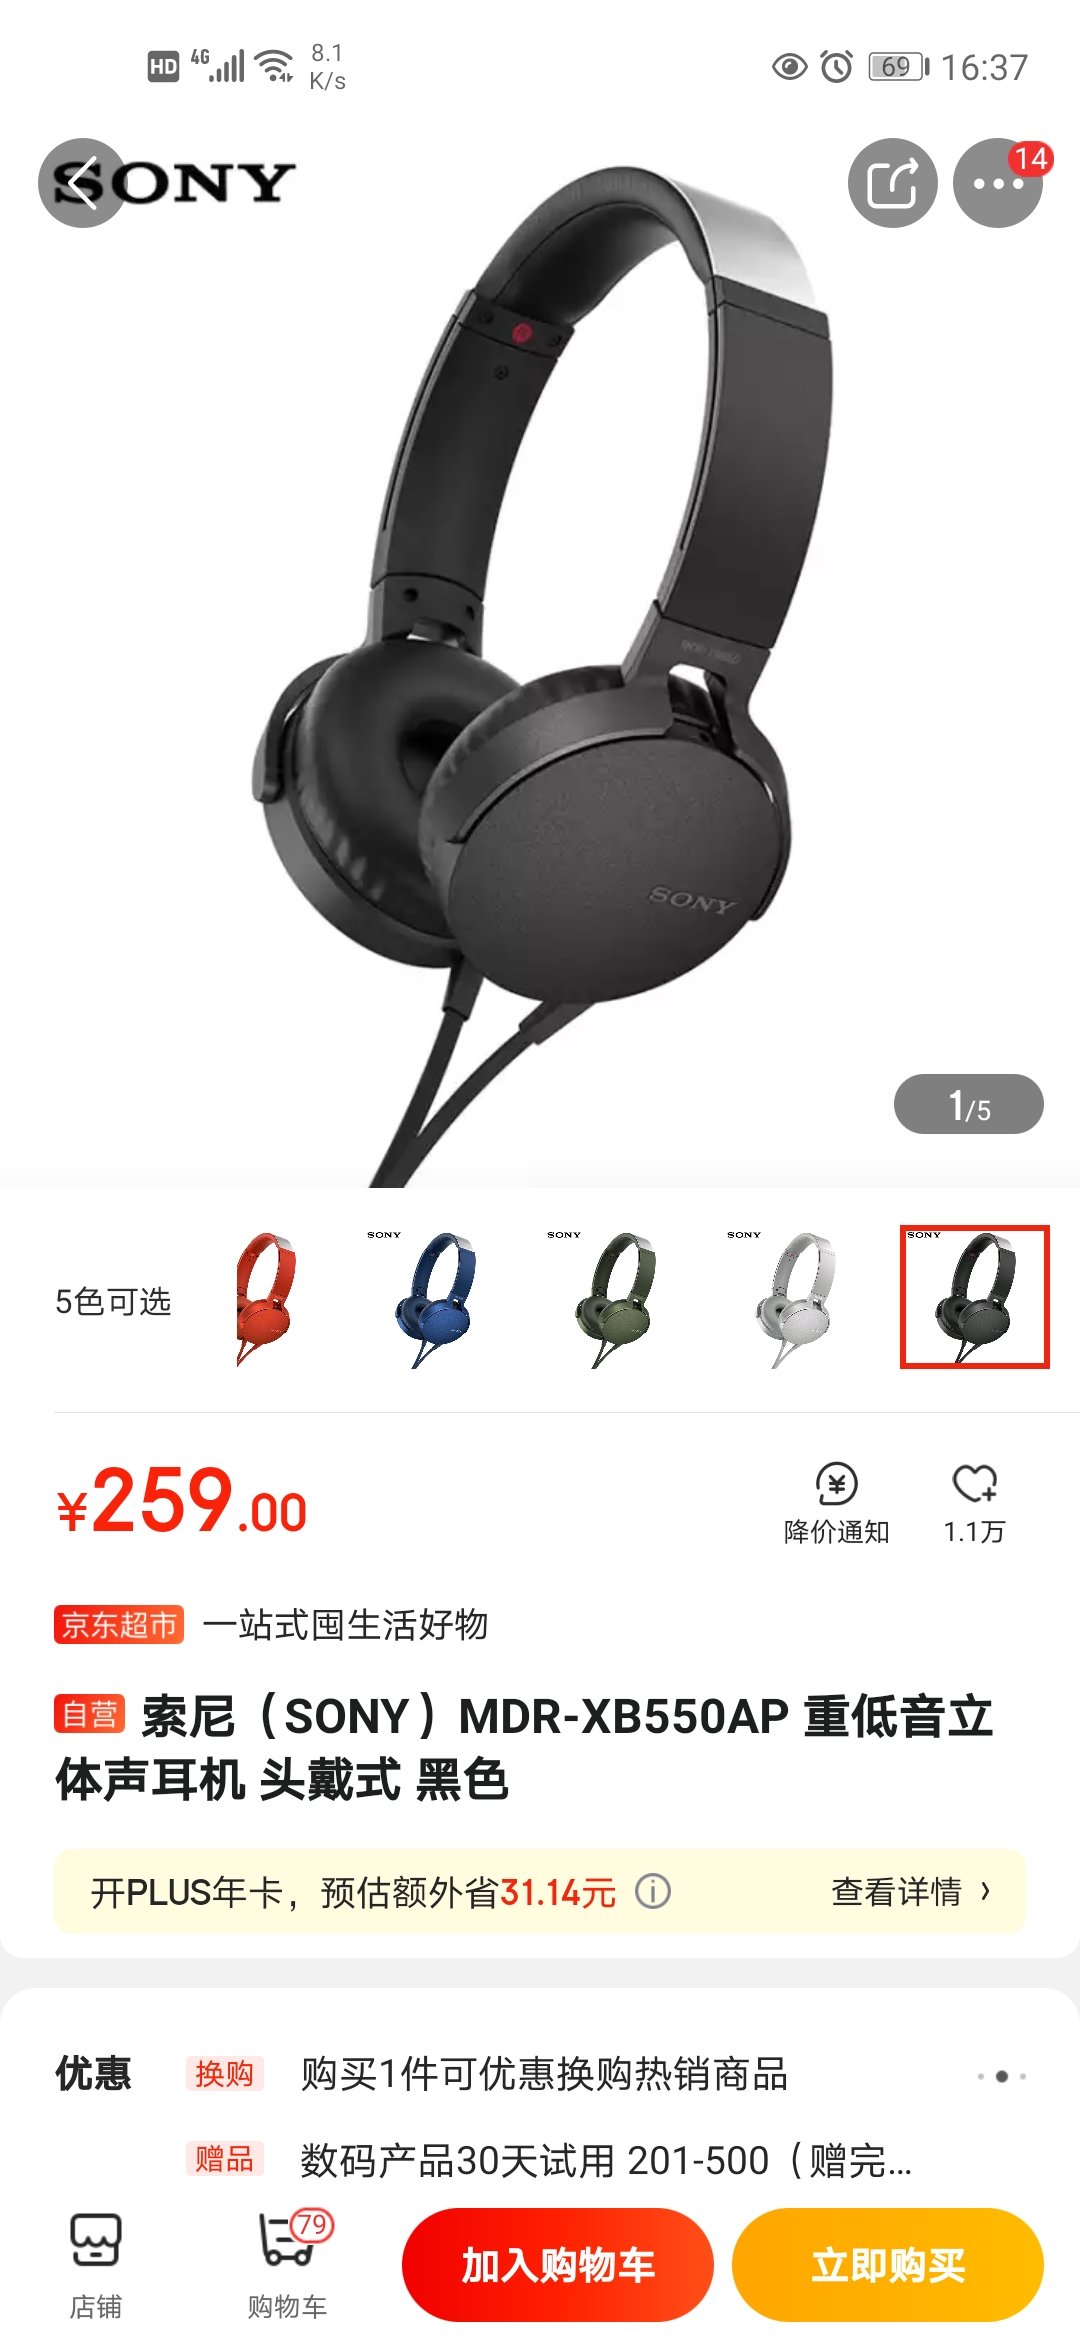 HD 4G 8.1 K/s 69 16:37
SONY
14
SONY
1/5
5色可选
SONY SONY SONY SONY
¥259.00
降价通知 1.1万
京东超市 一站式囤生活好物
自营 索尼（SONY）MDR-XB550AP 重低音立
体声耳机 头戴式 黑色
开PLUS年卡，预估额外省31.14元 查看详情 ›
优惠 换购 购买1件可优惠换购热销商品
赠品 数码产品30天试用 201-500（赠完...
79
店铺 购物车 加入购物车 立即购买